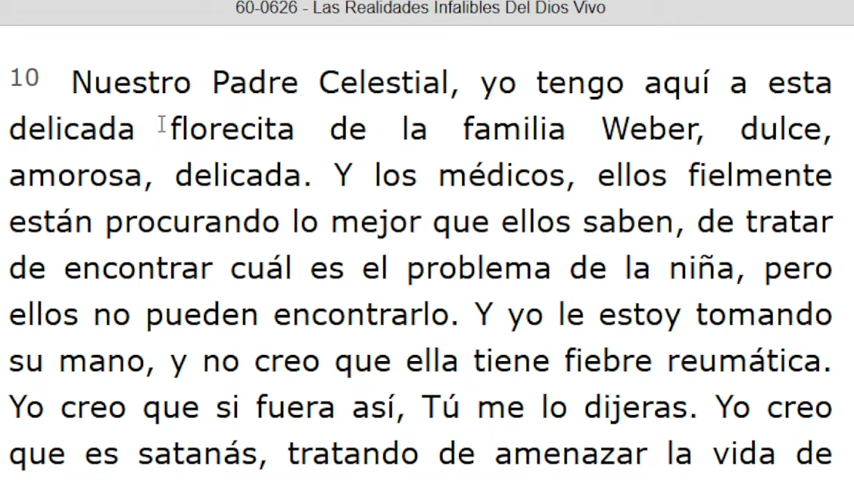 60-0626 - Las Realidades Infalibles Del Dios Vivo
10 Nuestro Padre Celestial, yo tengo aquí a esta
delicada florecita de la familia Weber, dulce,
amorosa, delicada. Y los médicos, ellos fielmente
están procurando lo mejor que ellos saben, de tratar
de encontrar cuál es el problema de la niña, pero
ellos no pueden encontrarlo. Y yo le estoy tomando
su mano, y no creo que ella tiene fiebre reumática.
Yo creo que si fuera así, Tú me lo dijeras. Yo creo
que es satanás, tratando de amenazar la vida de